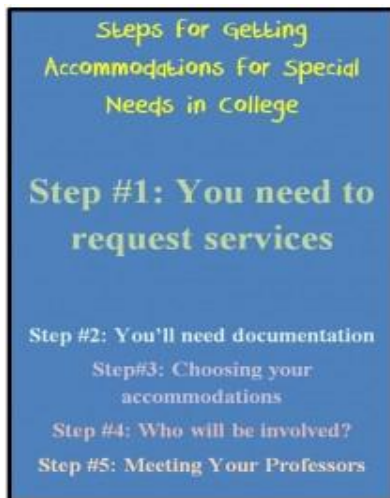 Steps for Getting
Accommodations for Special
Needs in College
Step #1: You need to
request services
Step #2: You'll need documentation
Step#3: Choosing your
accommodations
Step #4: Who will be involved?
Step #5: Meeting Your Professors